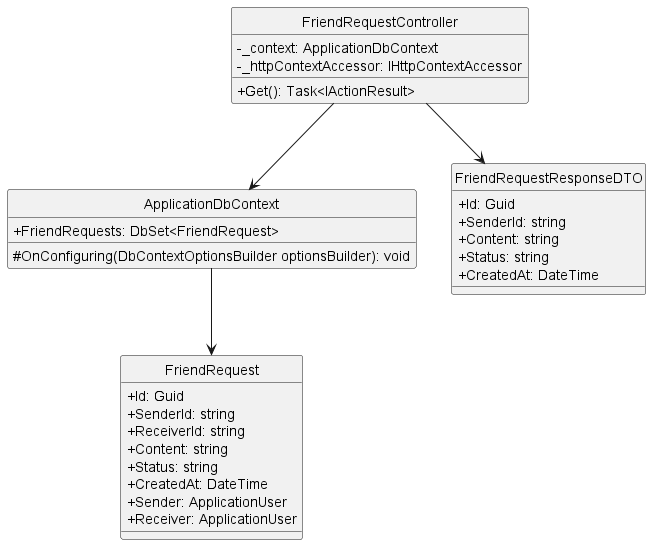 FriendRequestController
-_context: ApplicationDbContext
-_httpContextAccessor: IHttpContextAccessor
+Get(): Task<IActionResult>
ApplicationDbContext
+FriendRequests: DbSet<FriendRequest>
#OnConfiguring(DbContextOptionsBuilder optionsBuilder): void
FriendRequestResponseDTO
+Id: Guid
+SenderId: string
+Content: string
+Status: string
+CreatedAt: DateTime
FriendRequest
+Id: Guid
+SenderId: string
+ReceiverId: string
+Content: string
+Status: string
+CreatedAt: DateTime
+Sender: ApplicationUser
+Receiver: ApplicationUser